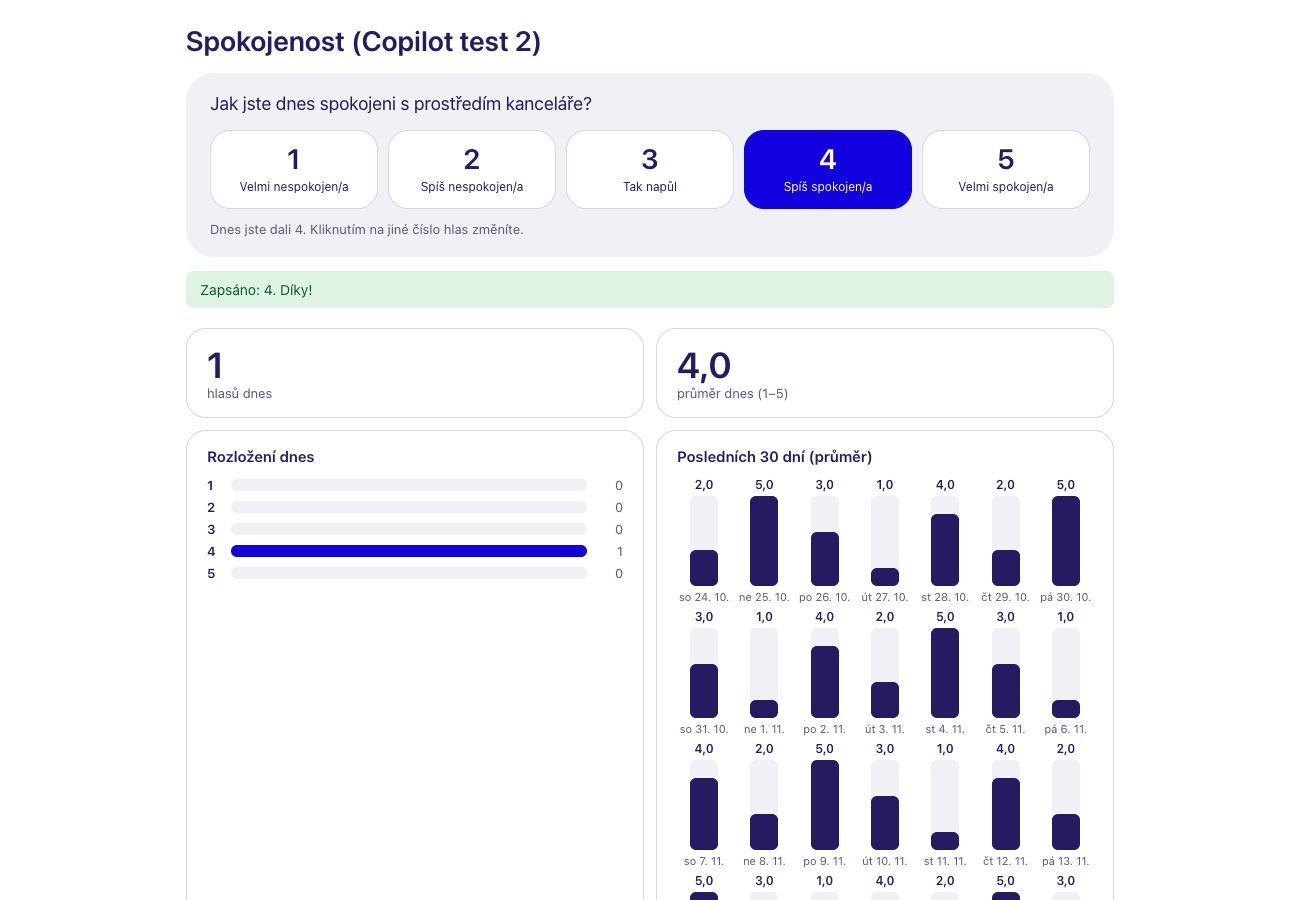 Spokojenost (Copilot test 2)
Jak jste dnes spokojeni s prostředím kanceláře?
1
Velmi nespokojen/a
2
Spíš nespokojen/a
3
Tak napůl
4
Spíš spokojen/a
5
Velmi spokojen/a
Dnes jste dali 4. Kliknutím na jiné číslo hlas změníte.
Zapsáno: 4. Díky!
1
hlasů dnes
4,0
průměr dnes (1–5)
Rozložení dnes
1 0
2 0
3 0
4 1
5 0
Posledních 30 dní (průměr)
2,0 5,0 3,0 1,0 4,0 2,0 5,0
so 24. 10. ne 25. 10. po 26. 10. út 27. 10. st 28. 10. čt 29. 10. pá 30. 10.
3,0 1,0 4,0 2,0 5,0 3,0 1,0
so 31. 10. ne 1. 11. po 2. 11. út 3. 11. st 4. 11. čt 5. 11. pá 6. 11.
4,0 2,0 5,0 3,0 1,0 4,0 2,0
so 7. 11. ne 8. 11. po 9. 11. út 10. 11. st 11. 11. čt 12. 11. pá 13. 11.
5,0 3,0 1,0 4,0 2,0 5,0 3,0